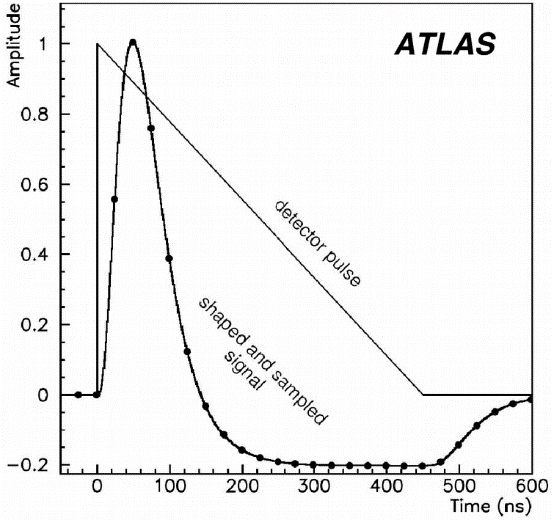 Amplitude
ATLAS
1
0.8
0.6
0.4
0.2
0
−0.2
detector pulse
shaped and sampled
signal
0
100
200
300
400
500
600
Time (ns)